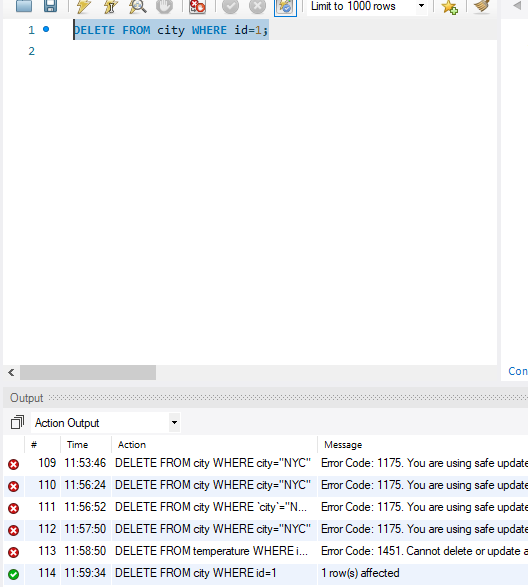 Limit to 1000 rows
1 DELETE FROM city WHERE id=1;
2
Con
Output
Action Output
# Time Action Message
109 11:53:46 DELETE FROM city WHERE city="NYC" Error Code: 1175. You are using safe update
110 11:56:24 DELETE FROM city WHERE city="NYC" Error Code: 1175. You are using safe update
111 11:56:52 DELETE FROM city WHERE `city`="N... Error Code: 1175. You are using safe update
112 11:57:50 DELETE FROM city WHERE city="NYC" Error Code: 1175. You are using safe update
113 11:58:50 DELETE FROM temperature WHERE i... Error Code: 1451. Cannot delete or update a
114 11:59:34 DELETE FROM city WHERE id=1 1 row(s) affected